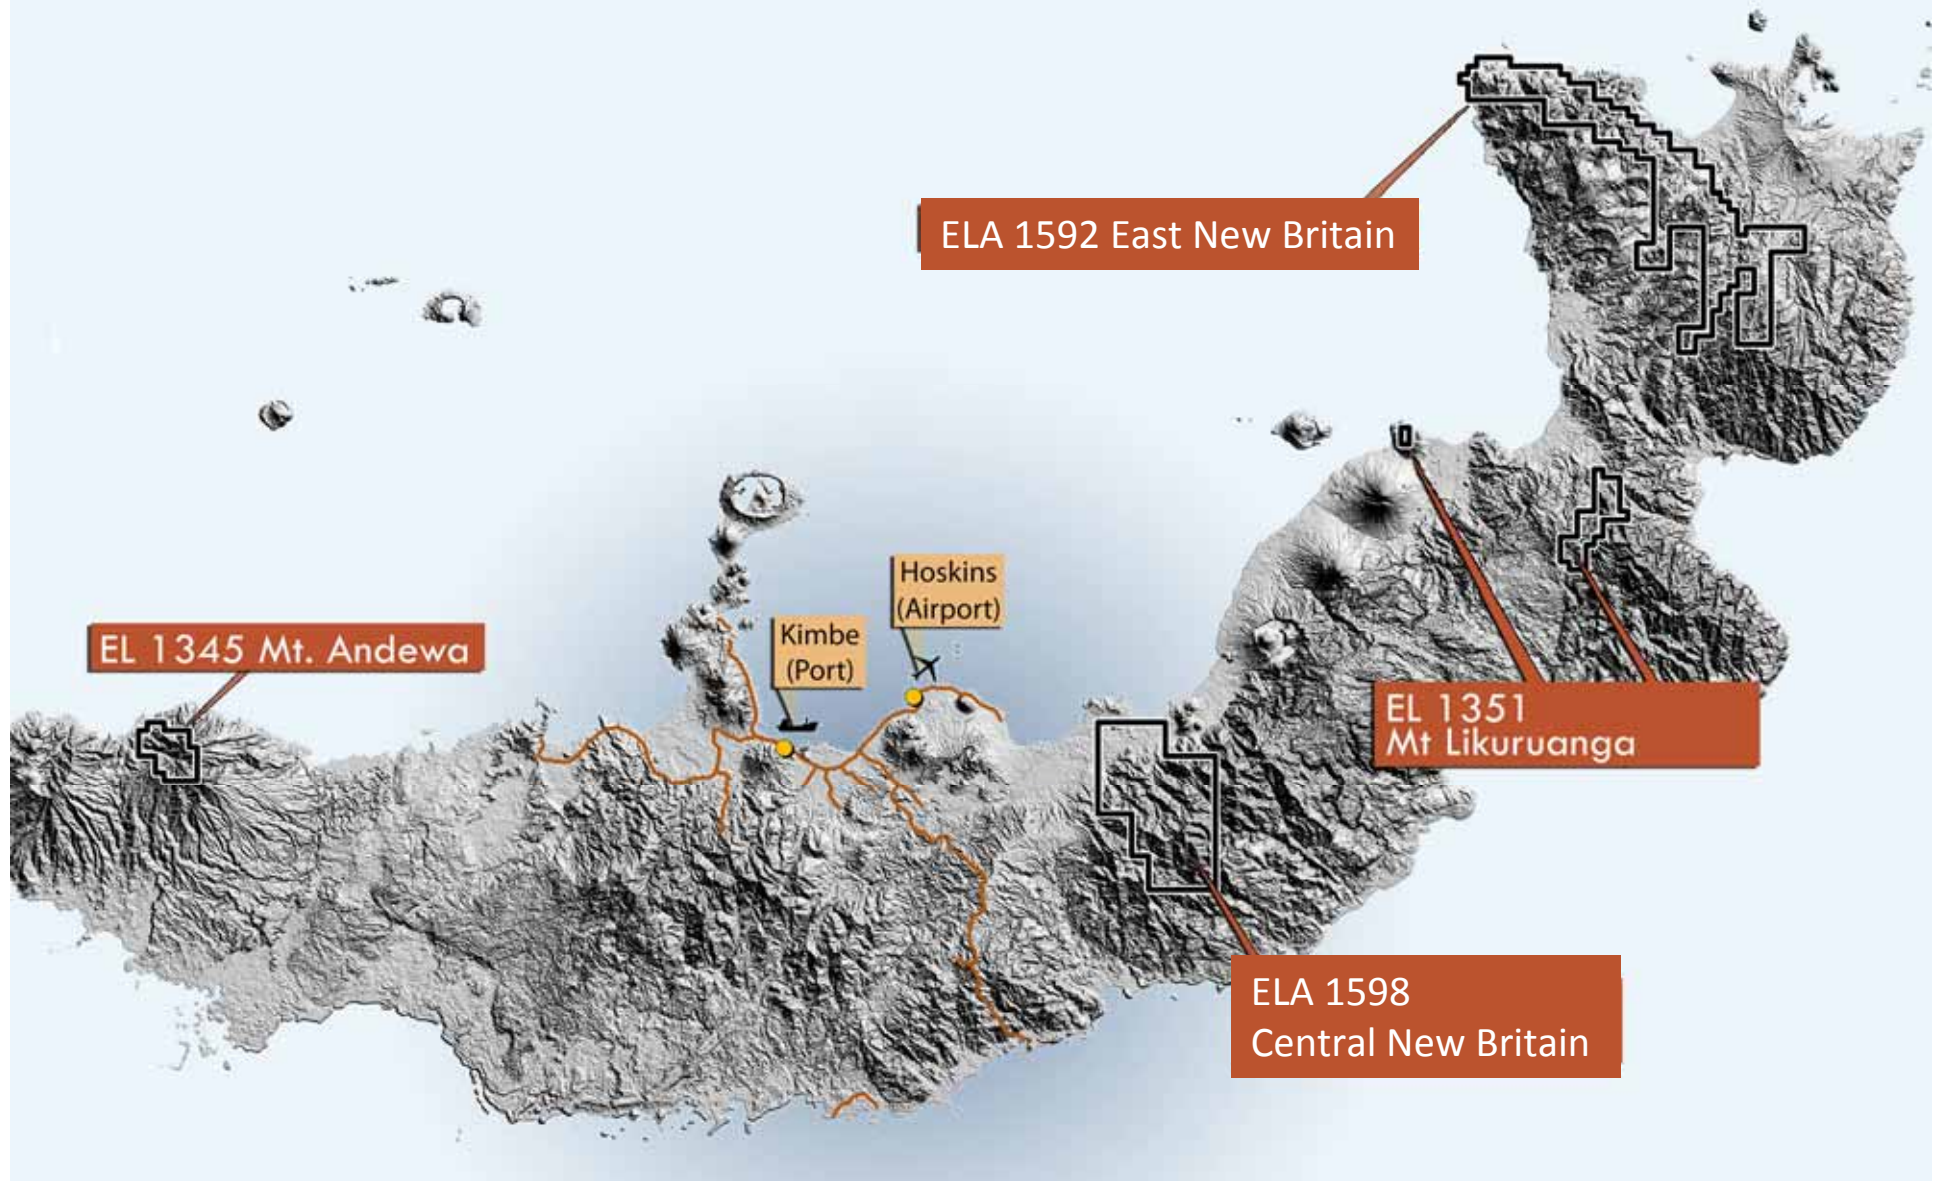 ELA 1592 East New Britain
Hoskins
(Airport)
Kimbe
(Port)
EL 1345 Mt. Andewa
EL 1351
Mt Likuruanga
ELA 1598
Central New Britain